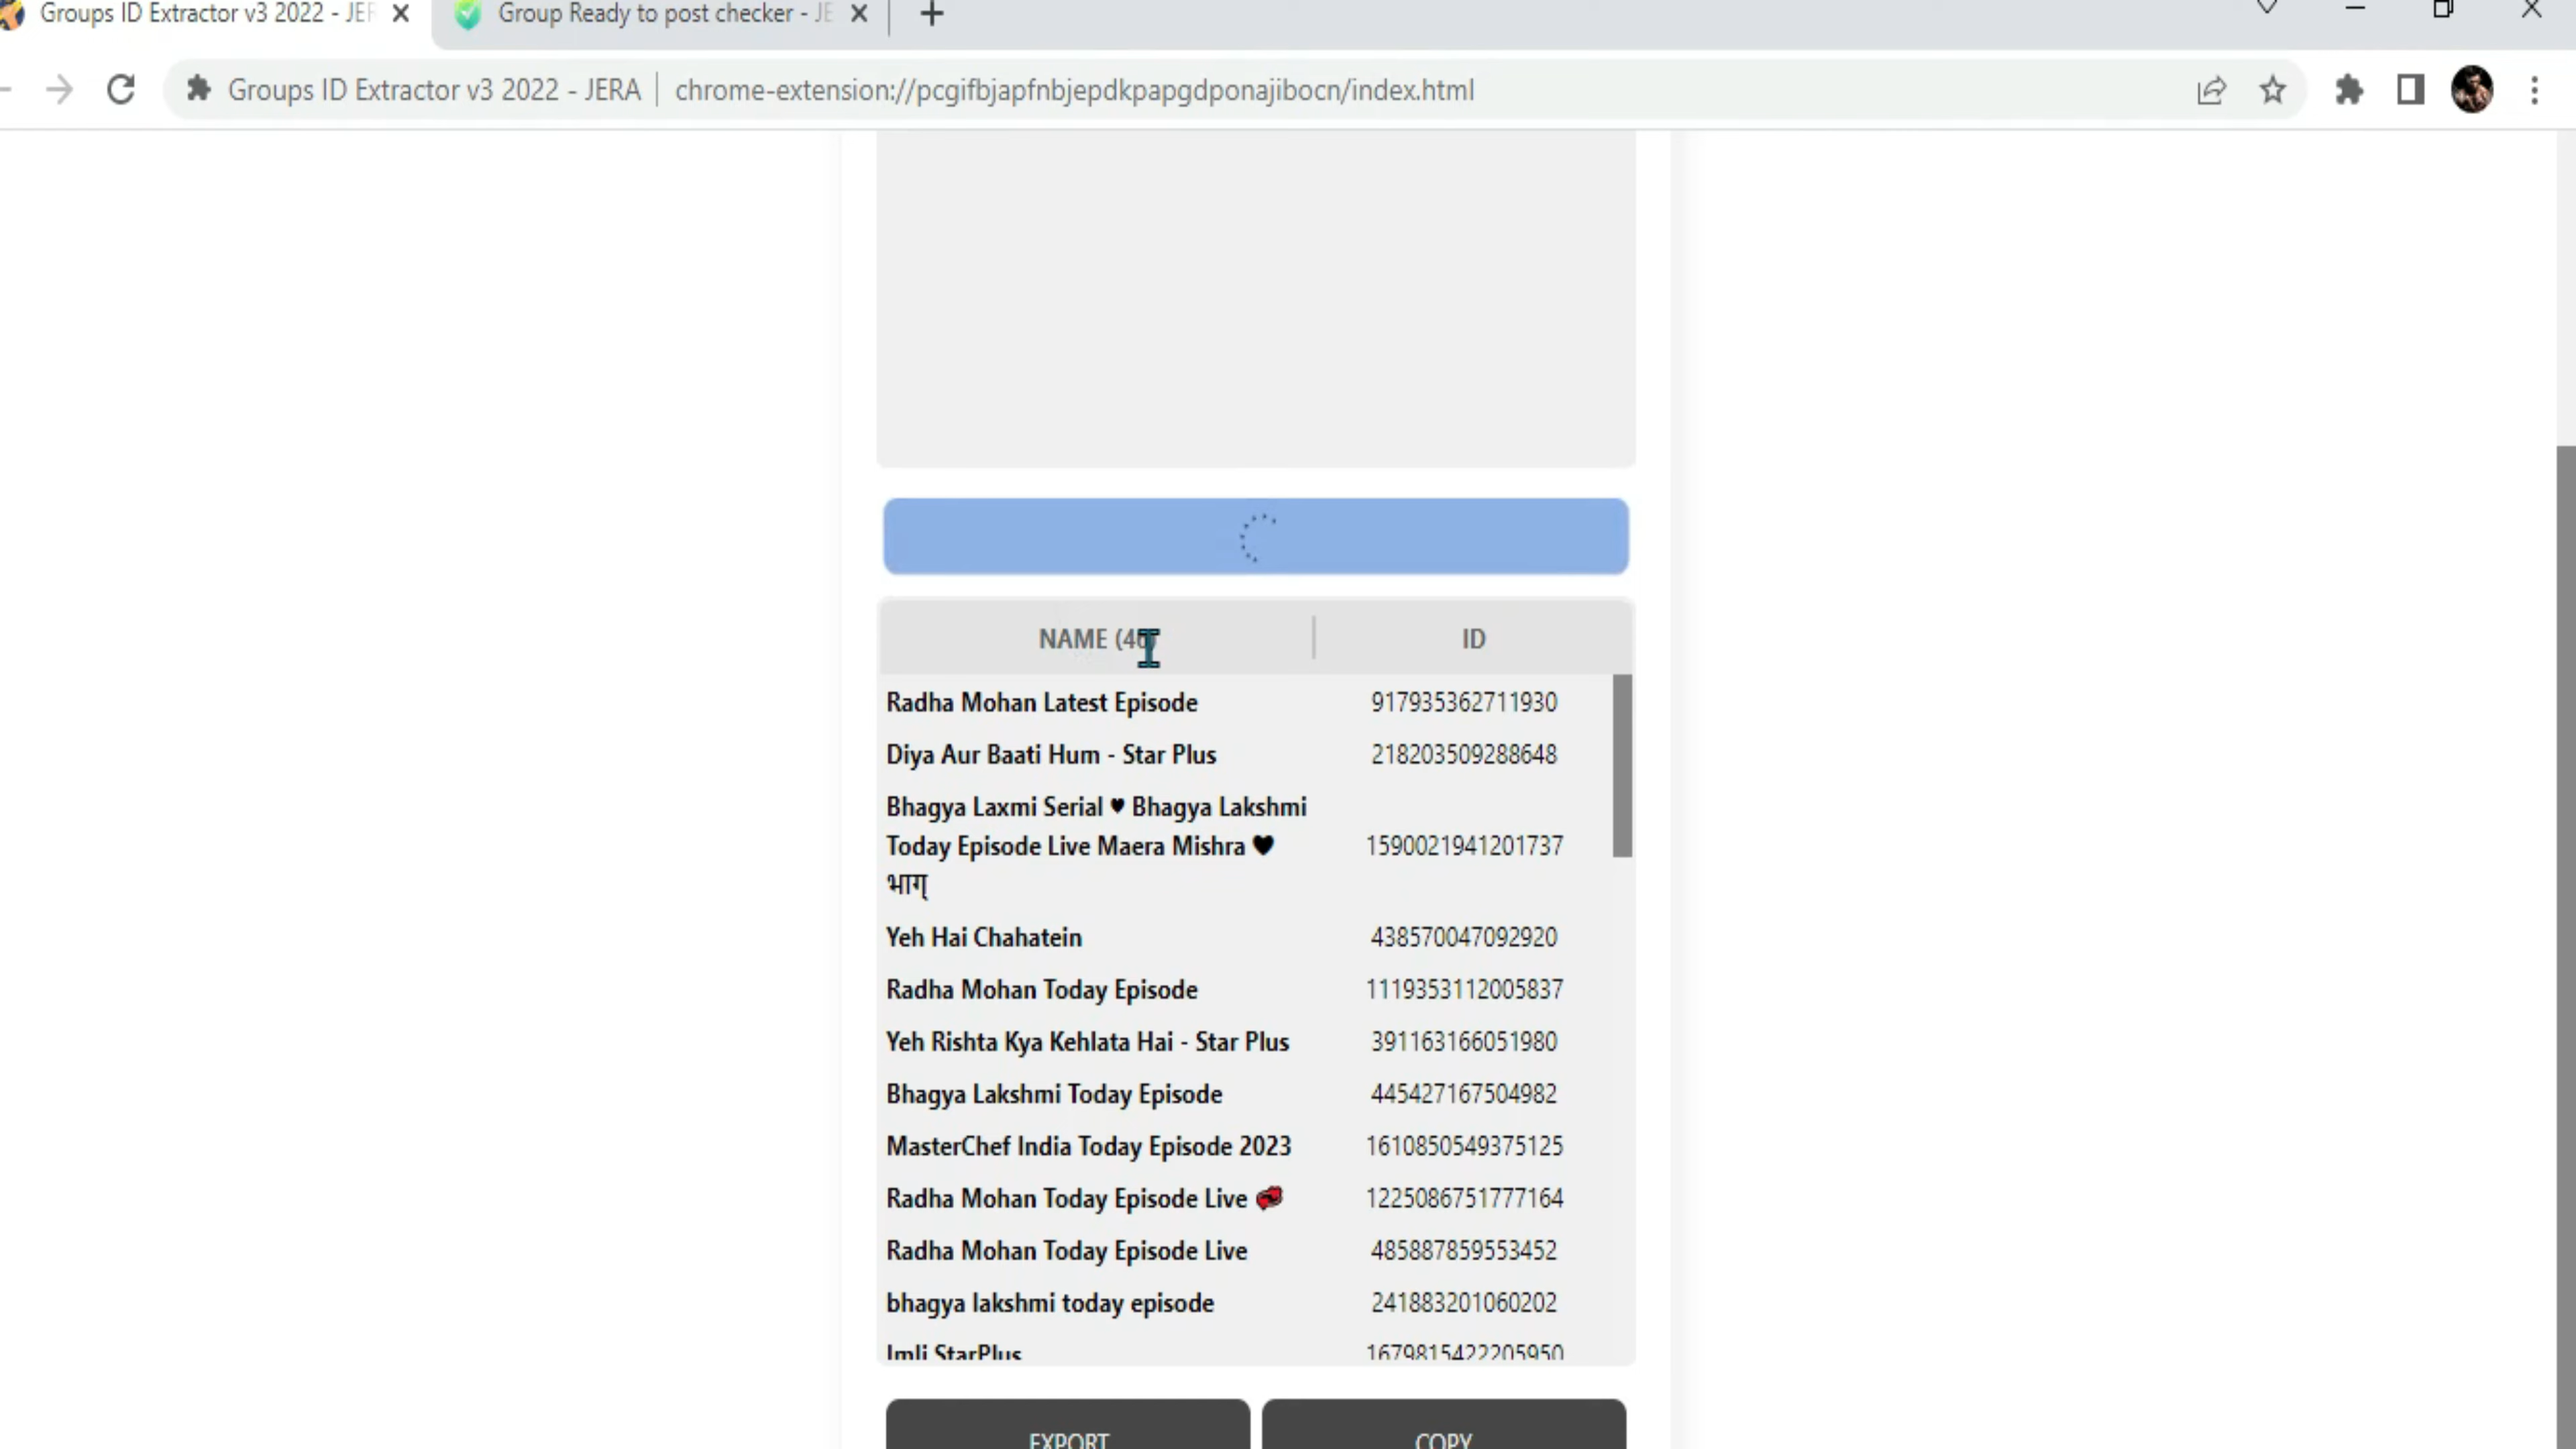 Groups ID Extractor v3 2022 - JER
Group Ready to post checker - JE
Groups ID Extractor v3 2022 - JERA
chrome-extension://pcgifbjapfnbjepdkpapgdponajibocn/index.html
NAME
ID
Radha Mohan Latest Episode 917935362711930
Diya Aur Baati Hum - Star Plus 218203509288648
Bhagya Laxmi Serial ♥ Bhagya Lakshmi
Today Episode Live Maera Mishra ♥ 1590021941201737
भाग्
Yeh Hai Chahatein 438570047092920
Radha Mohan Today Episode 1119353112005837
Yeh Rishta Kya Kehlata Hai - Star Plus 391163166051980
Bhagya Lakshmi Today Episode 445427167504982
MasterChef India Today Episode 2023 1610850549375125
Radha Mohan Today Episode Live 💞 1225086751777164
Radha Mohan Today Episode Live 485887859553452
bhagya lakshmi today episode 241883201060202
Imli StarPlus 1679815422205950
EXPORT
COPY